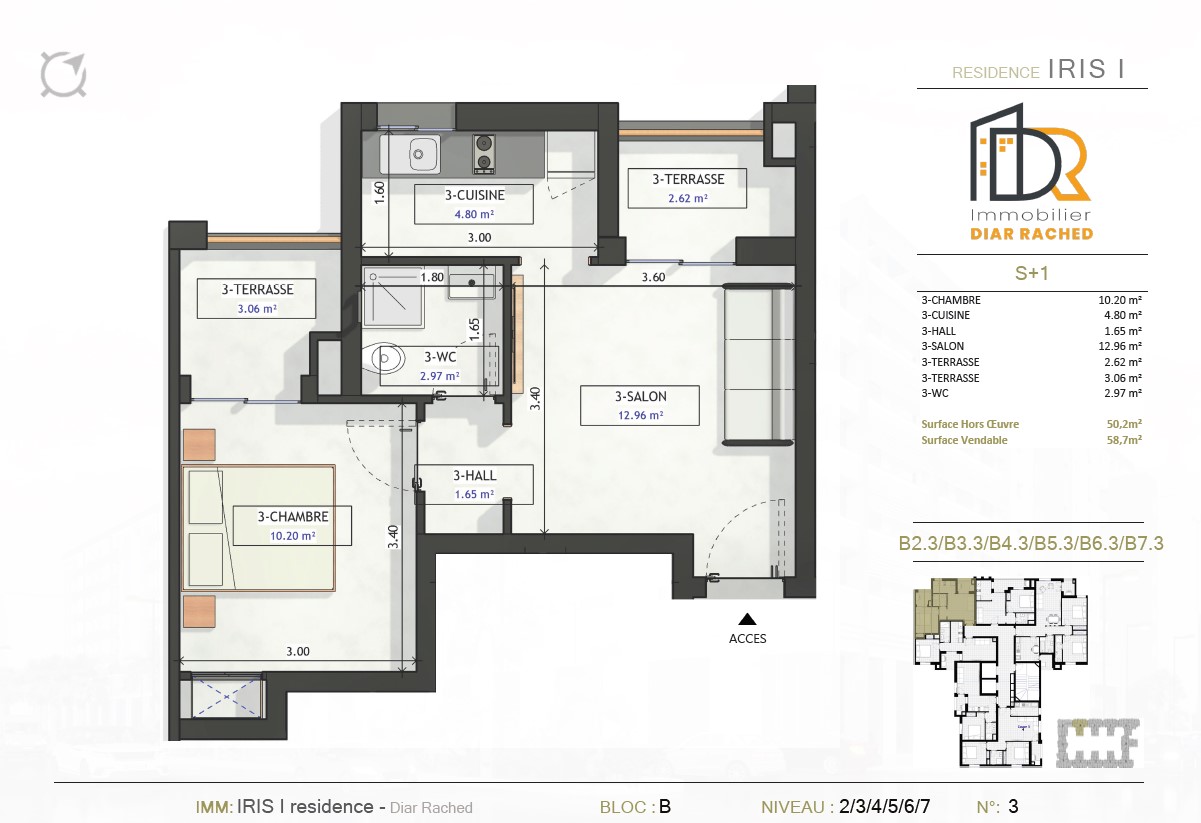 RESIDENCE IRIS I
DR
Immobilier
DIAR RACHED
S+1
3-CHAMBRE 10.20 m²
3-CUISINE 4.80 m²
3-HALL 1.65 m²
3-SALON 12.96 m²
3-TERRASSE 2.62 m²
3-TERRASSE 3.06 m²
3-WC 2.97 m²
Surface Hors Œuvre 50,2m²
Surface Vendable 58,7m²
B2.3/B3.3/B4.3/B5.3/B6.3/B7.3
1.60
3-CUISINE
4.80 m²
3.00
3-TERRASSE
2.62 m²
3-TERRASSE
3.06 m²
1.80
3.60
1.65
3-WC
2.97 m²
3.40
3-SALON
12.96 m²
3-HALL
1.65 m²
3-CHAMBRE
10.20 m²
3.40
3.00
ACCES
IMM: IRIS I residence - Diar Rached
BLOC : B
NIVEAU : 2/3/4/5/6/7
N°: 3